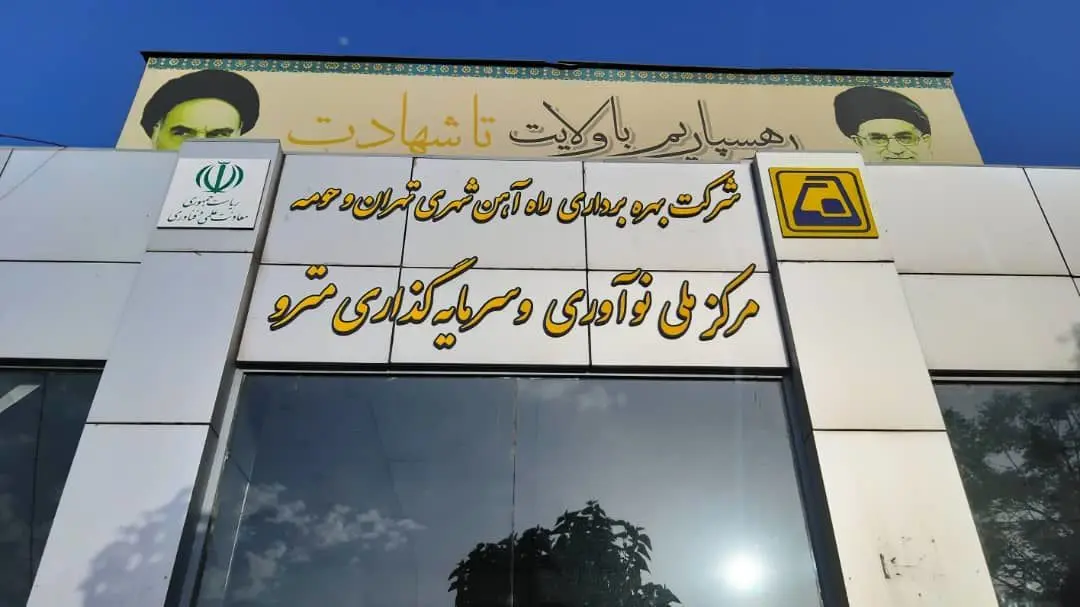 رهسپاریم با ولایت تا شهادت
شرکت بهره برداری راه آهن شهری تهران و حومه
مرکز ملی نوآوری و سرمایه گذاری مترو
ریاست جمهوری
معاونت علمی و فناوری